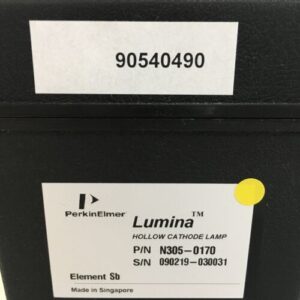 90540490
PerkinElmer
Lumina™
HOLLOW CATHODE LAMP
P/N N305-0170
S/N 090219-030031
Element Sb
Made in Singapore